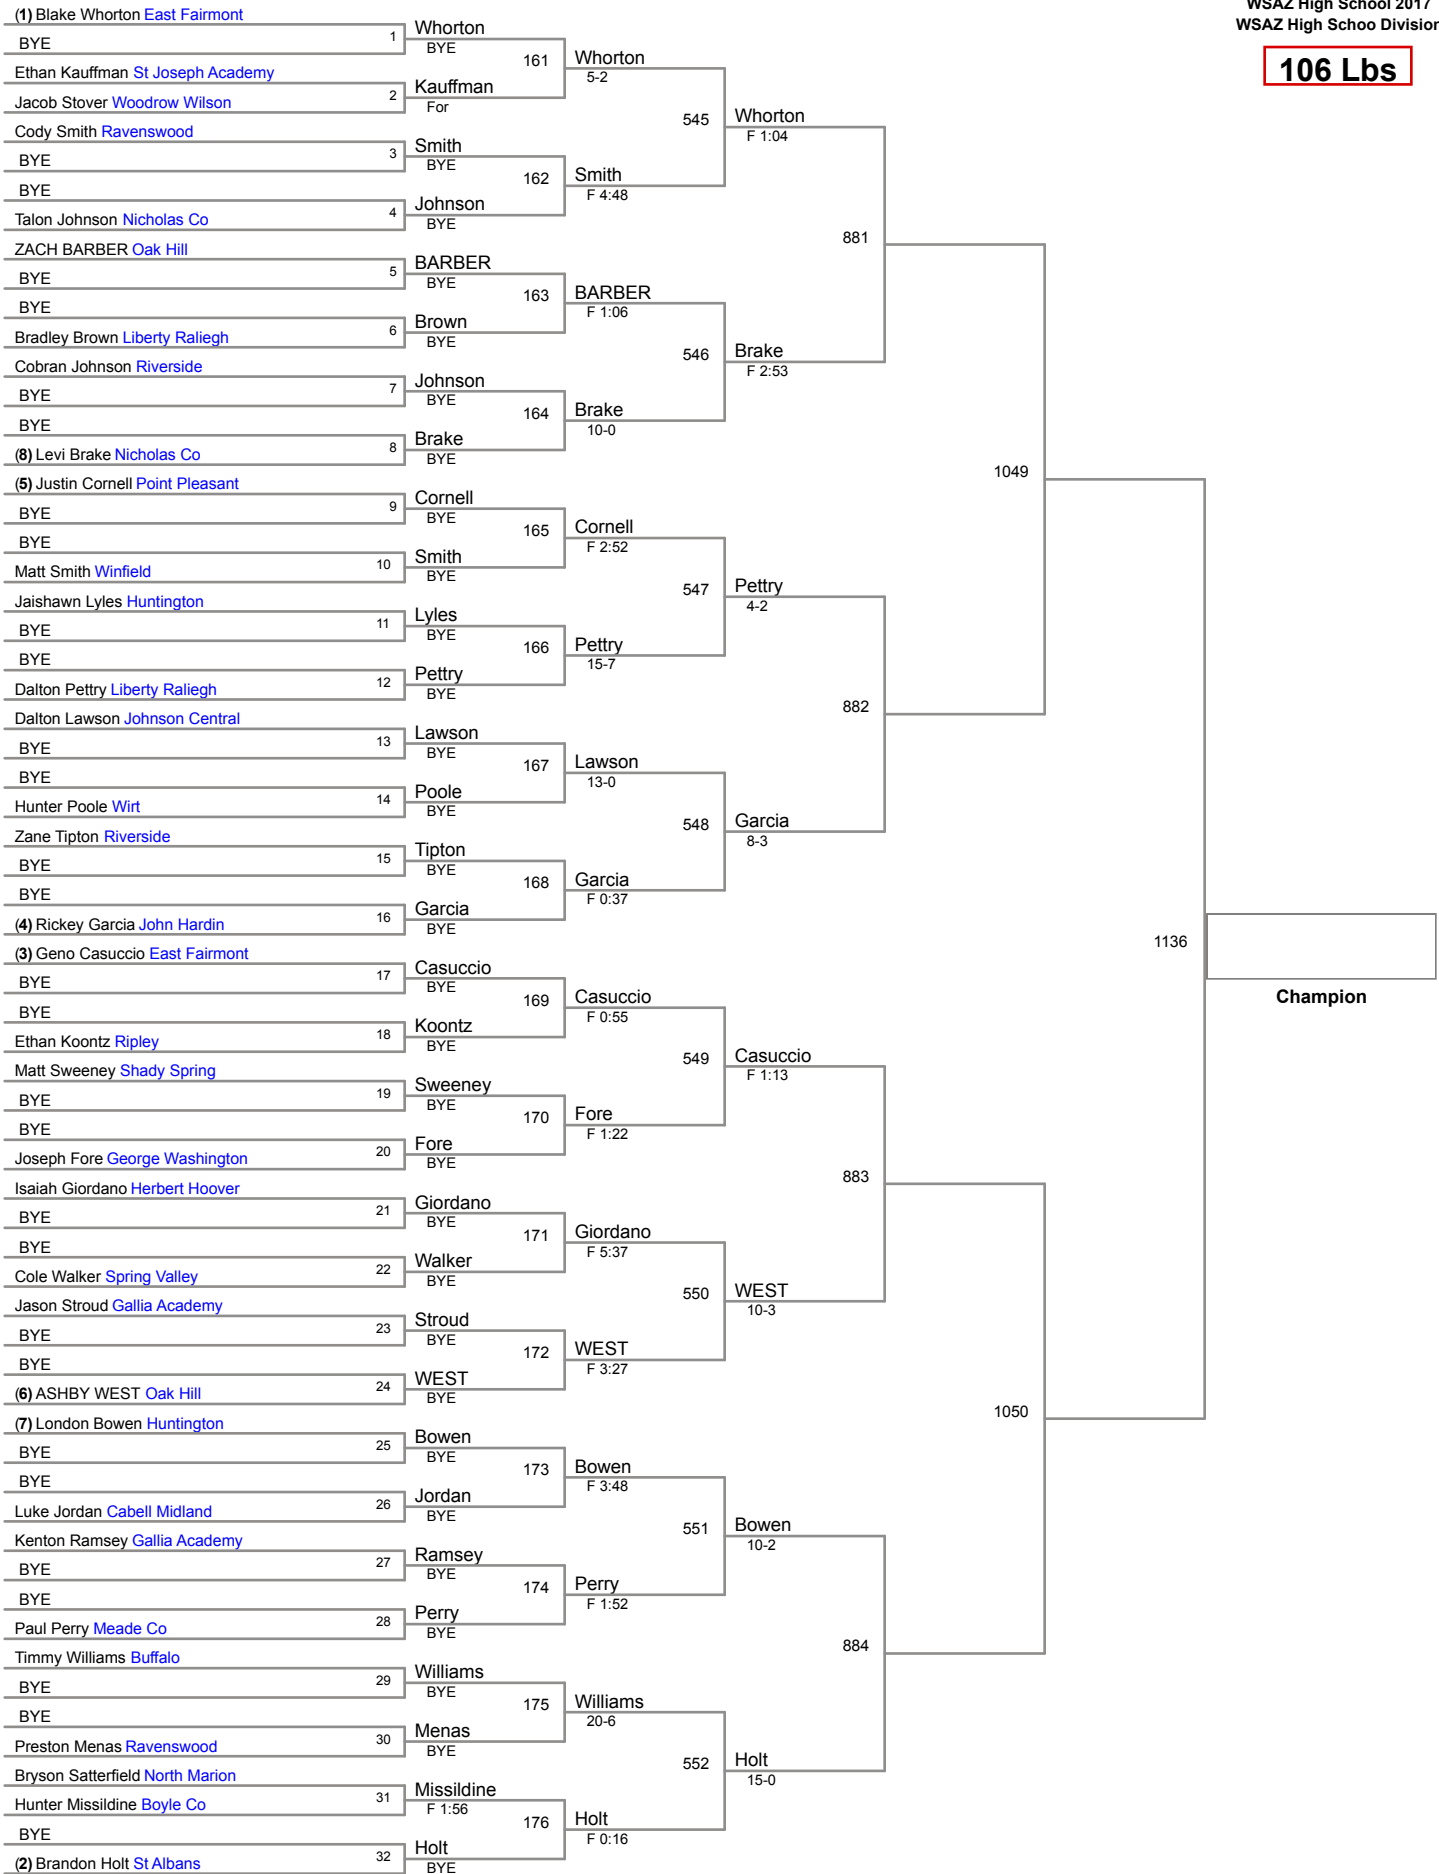 WSAZ High School 2017
WSAZ High Schoo Division
106 Lbs
(1) Blake Whorton East Fairmont
BYE
1
Whorton
BYE
161
Whorton
5-2
Ethan Kauffman St Joseph Academy
Jacob Stover Woodrow Wilson
2
Kauffman
For
545
Whorton
F 1:04
Cody Smith Ravenswood
BYE
3
Smith
BYE
162
Smith
F 4:48
BYE
Talon Johnson Nicholas Co
4
Johnson
BYE
881
ZACH BARBER Oak Hill
BYE
5
BARBER
BYE
163
BARBER
F 1:06
BYE
Bradley Brown Liberty Raliegh
6
Brown
BYE
546
Brake
F 2:53
Cobran Johnson Riverside
BYE
7
Johnson
BYE
164
Brake
10-0
BYE
(8) Levi Brake Nicholas Co
8
Brake
BYE
1049
(5) Justin Cornell Point Pleasant
BYE
9
Cornell
BYE
165
Cornell
F 2:52
BYE
Matt Smith Winfield
10
Smith
BYE
547
Pettry
4-2
Jaishawn Lyles Huntington
BYE
11
Lyles
BYE
166
Pettry
15-7
BYE
Dalton Pettry Liberty Raliegh
12
Pettry
BYE
882
Dalton Lawson Johnson Central
BYE
13
Lawson
BYE
167
Lawson
13-0
BYE
Hunter Poole Wirt
14
Poole
BYE
548
Garcia
8-3
Zane Tipton Riverside
BYE
15
Tipton
BYE
168
Garcia
F 0:37
BYE
(4) Rickey Garcia John Hardin
16
Garcia
BYE
1136
Champion
(3) Geno Casuccio East Fairmont
BYE
17
Casuccio
BYE
169
Casuccio
F 0:55
BYE
Ethan Koontz Ripley
18
Koontz
BYE
549
Casuccio
F 1:13
Matt Sweeney Shady Spring
BYE
19
Sweeney
BYE
170
Fore
F 1:22
BYE
Joseph Fore George Washington
20
Fore
BYE
883
Isaiah Giordano Herbert Hoover
BYE
21
Giordano
BYE
171
Giordano
F 5:37
BYE
Cole Walker Spring Valley
22
Walker
BYE
550
WEST
10-3
Jason Stroud Gallia Academy
BYE
23
Stroud
BYE
172
WEST
F 3:27
BYE
(6) ASHBY WEST Oak Hill
24
WEST
BYE
1050
(7) London Bowen Huntington
BYE
25
Bowen
BYE
173
Bowen
F 3:48
BYE
Luke Jordan Cabell Midland
26
Jordan
BYE
551
Bowen
10-2
Kenton Ramsey Gallia Academy
BYE
27
Ramsey
BYE
174
Perry
F 1:52
BYE
Paul Perry Meade Co
28
Perry
BYE
884
Timmy Williams Buffalo
BYE
29
Williams
BYE
175
Williams
20-6
BYE
Preston Menas Ravenswood
30
Menas
BYE
552
Holt
15-0
Bryson Satterfield North Marion
Hunter Missildine Boyle Co
31
Missildine
F 1:56
176
Holt
F 0:16
BYE
(2) Brandon Holt St Albans
32
Holt
BYE